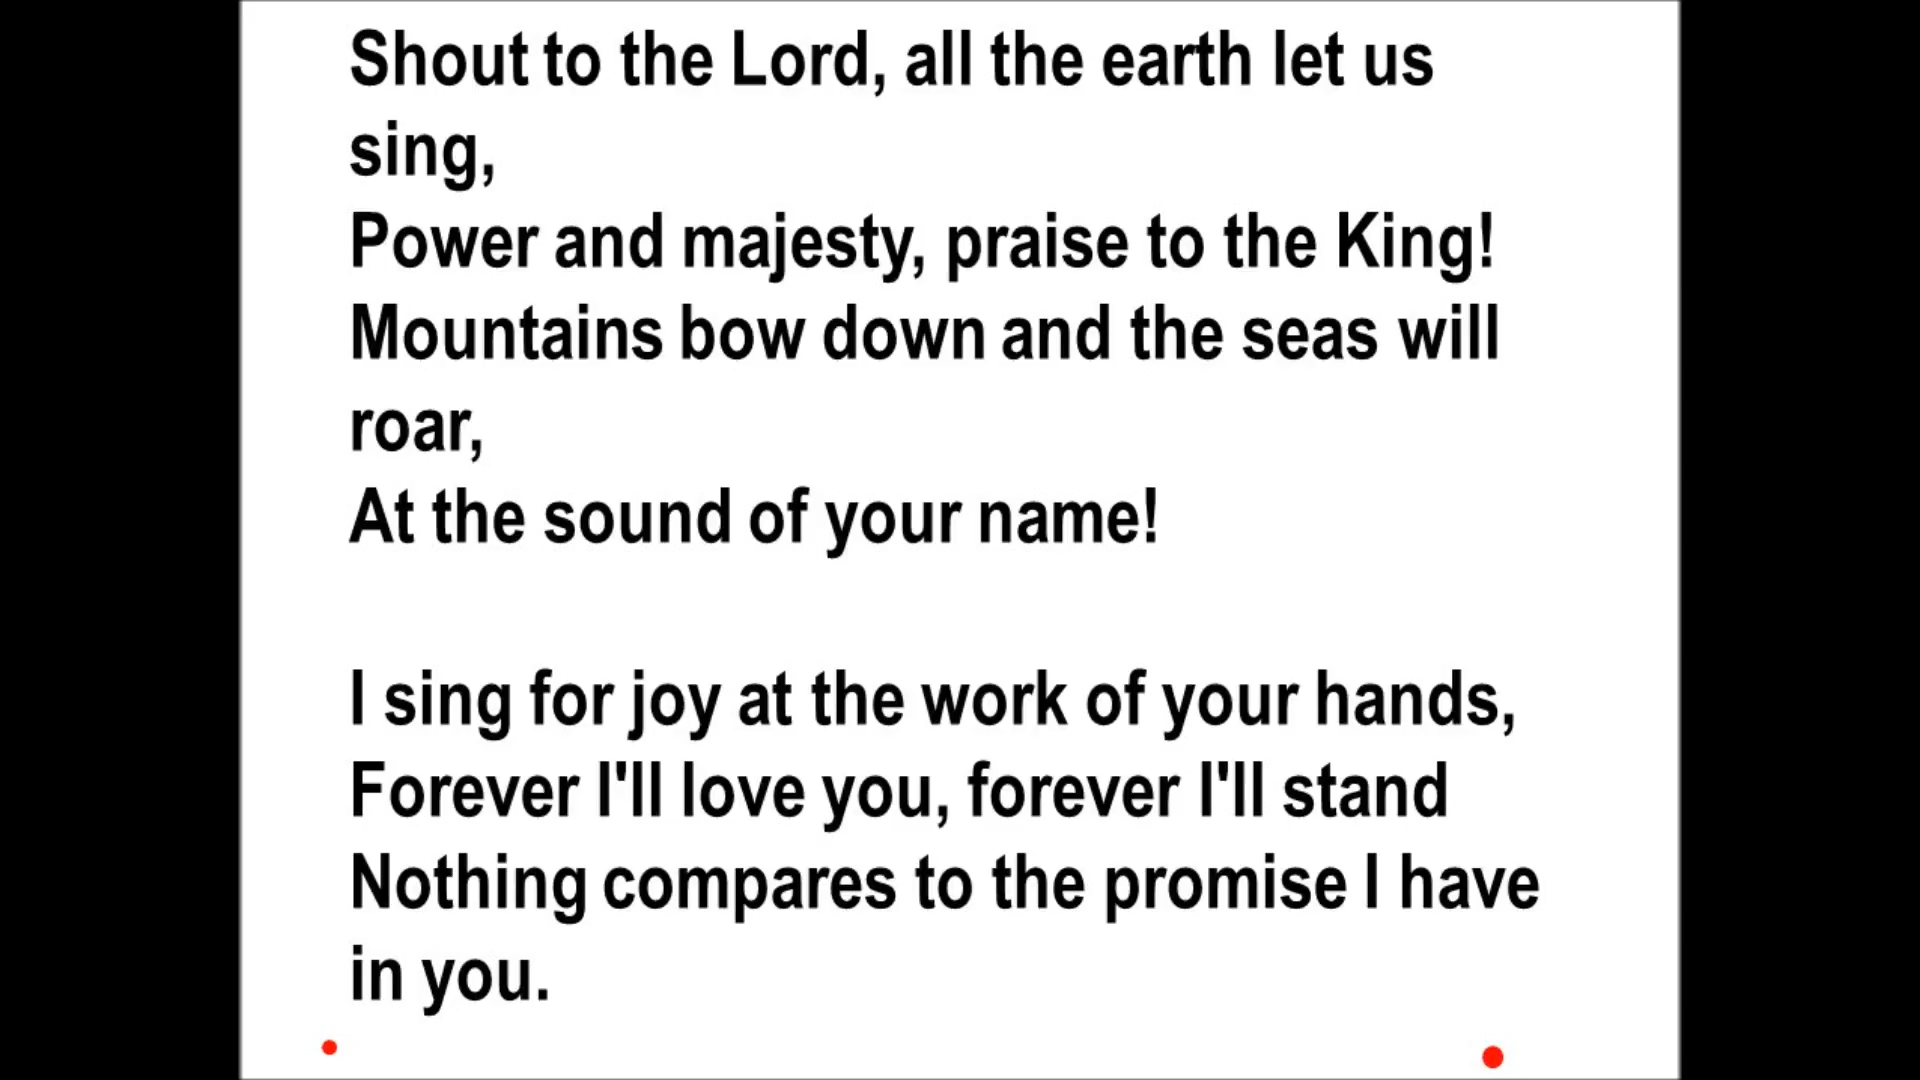 Shout to the Lord, all the earth let us
sing,
Power and majesty, praise to the King!
Mountains bow down and the seas will
roar,
At the sound of your name!
I sing for joy at the work of your hands,
Forever I'll love you, forever I'll stand
Nothing compares to the promise I have
in you.